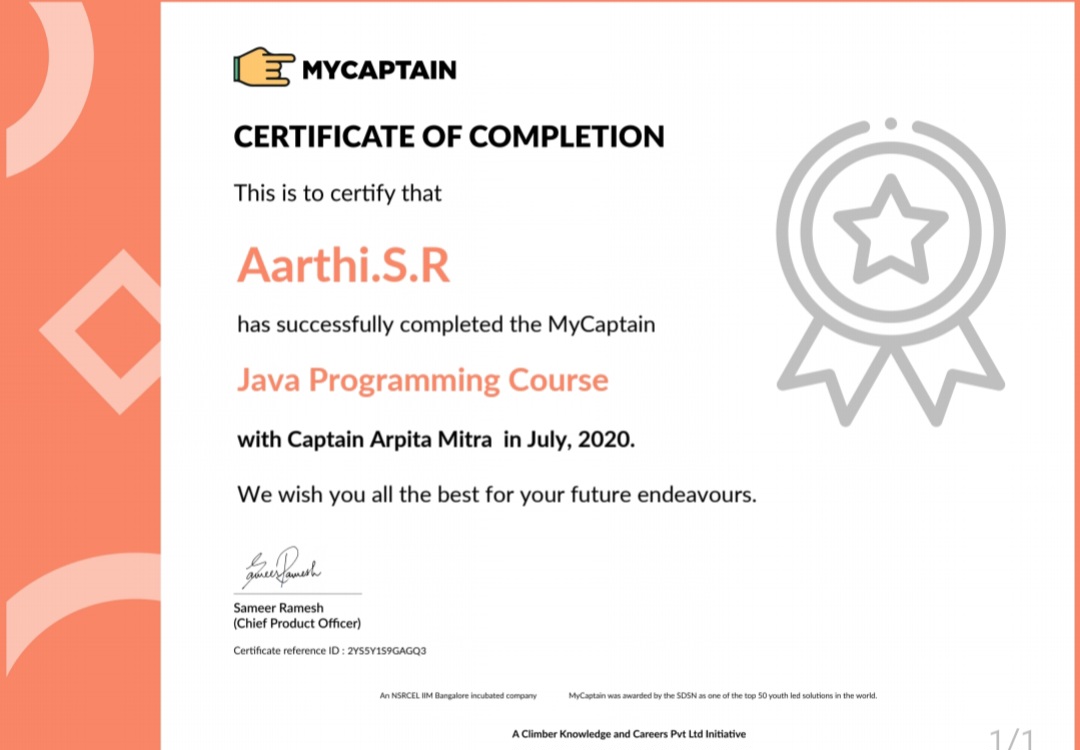 MYCAPTAIN
CERTIFICATE OF COMPLETION
This is to certify that
Aarthi.S.R
has successfully completed the MyCaptain
Java Programming Course
with Captain Arpita Mitra in July, 2020.
We wish you all the best for your future endeavours.
Sameer Ramesh
Sameer Ramesh
(Chief Product Officer)
Certificate reference ID : 2YS5Y1S9GAGQ3
An NSRCEL IIM Bangalore incubated company MyCaptain was awarded by the SDSN as one of the top 50 youth led solutions in the world.
A Climber Knowledge and Careers Pvt Ltd Initiative
1/1